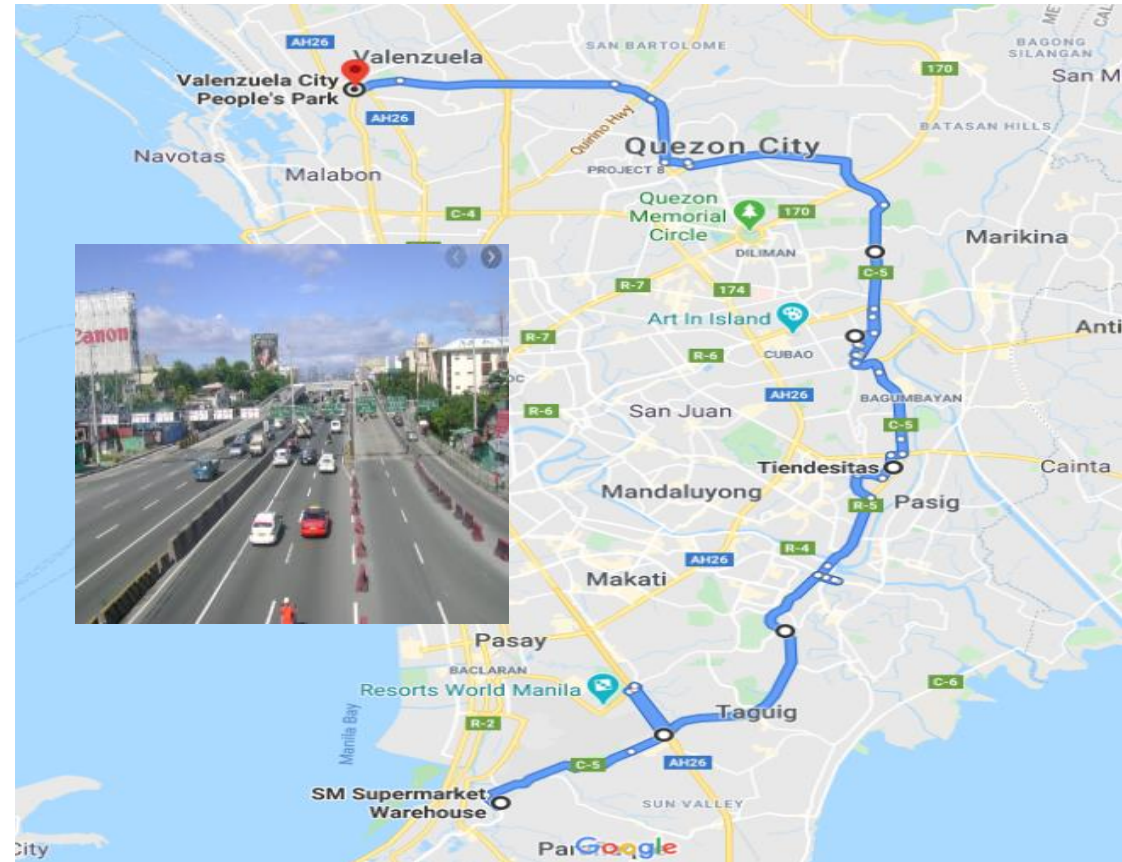 ME
CAL
AH26
SAN BARTOLOME
BAGONG
SILANGAN
Valenzuela
170
San M
Valenzuela City
People's Park
AH26
Quirino Hwy
BATASAN HILLS
Navotas
Quezon City
PROJECT 8
Malabon
Quezon
Memorial
Circle
170
C-4
Marikina
DILIMAN
C-5
R-7
174
Art In Island
Anti
Canon
R-7
R-6
CUBAO
AH26
BAGUMBAYAN
R-6
San Juan
C-5
Tiendesitas
Cainta
Mandaluyong
R-5
Pasig
R-4
AH26
Makati
Pasay
BACLARAN
C-6
Resorts World Manila
R-2
Taguig
Manila Bay
C-5
AH26
SM Supermarket
Warehouse
SUN VALLEY
City
Google